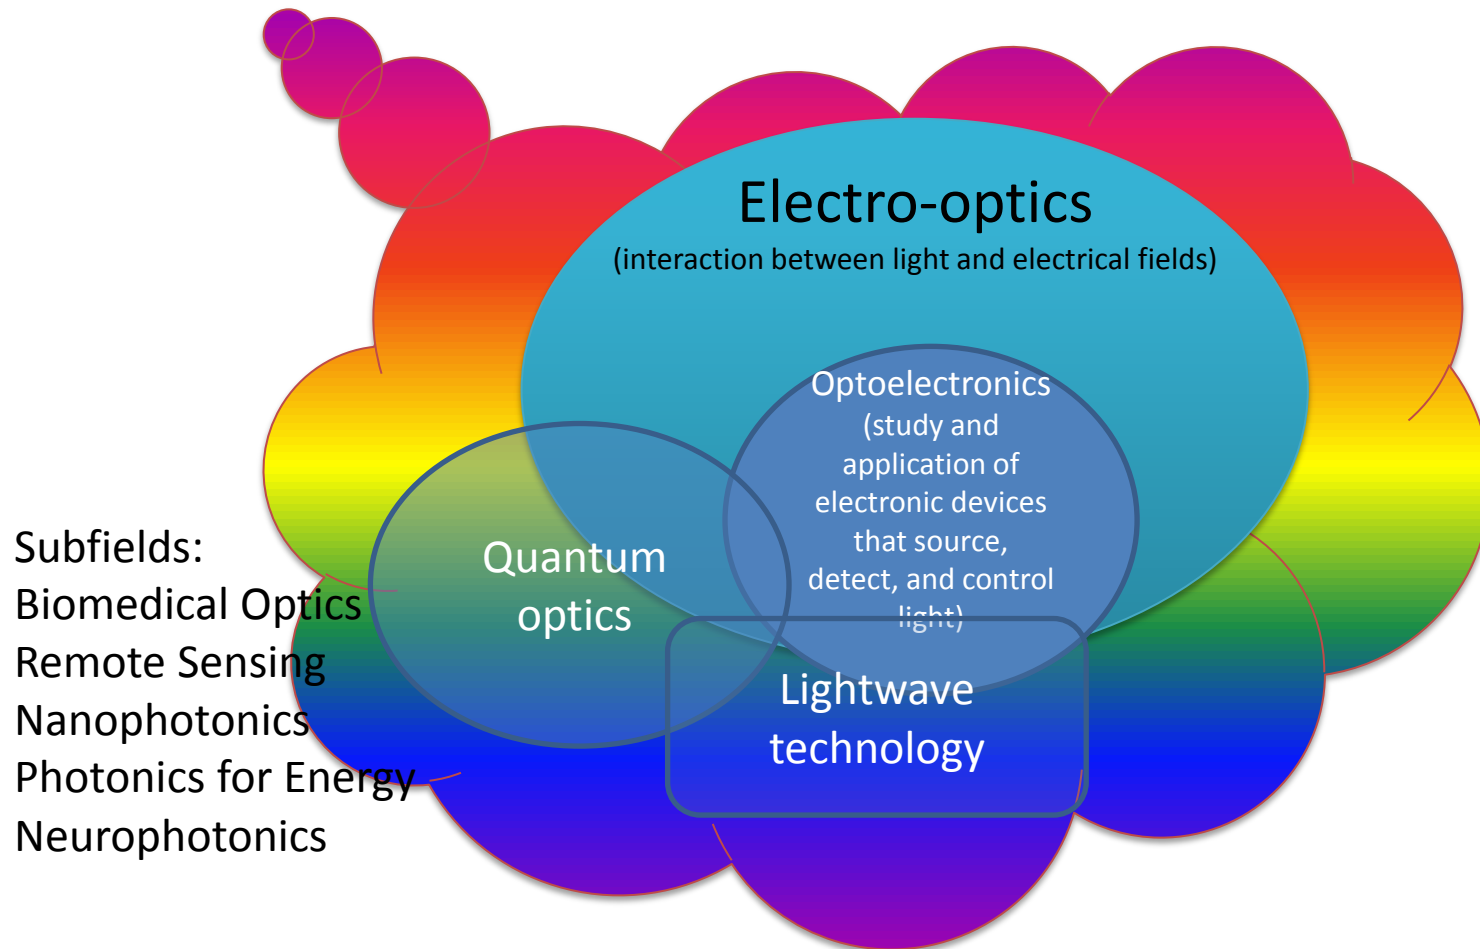 Electro-optics
(interaction between light and electrical fields)
Optoelectronics
(study and
application of
electronic devices
that source,
detect, and control
light)
Quantum
optics
Lightwave
technology
Subfields:
Biomedical Optics
Remote Sensing
Nanophotonics
Photonics for Energy
Neurophotonics